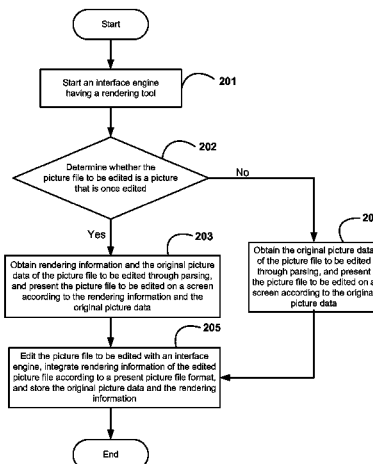 Start
Start an interface engine
having a rendering tool
201
Determine whether the
picture file to be edited is a picture
that is once edited
202
No
Yes
203
Obtain rendering information and the original picture
data of the picture file to be edited through parsing,
and present the picture file to be edited on a screen
according to the rendering information and the
original picture data
20
Obtain the original picture data
of the picture file to be edited
through parsing, and present
the picture file to be edited on a
screen according to the origina
picture data
205
Edit the picture file to be edited with an interface
engine, integrate rendering information of the edited
picture file according to a present picture file format,
and store the original picture data and the rendering
information
End